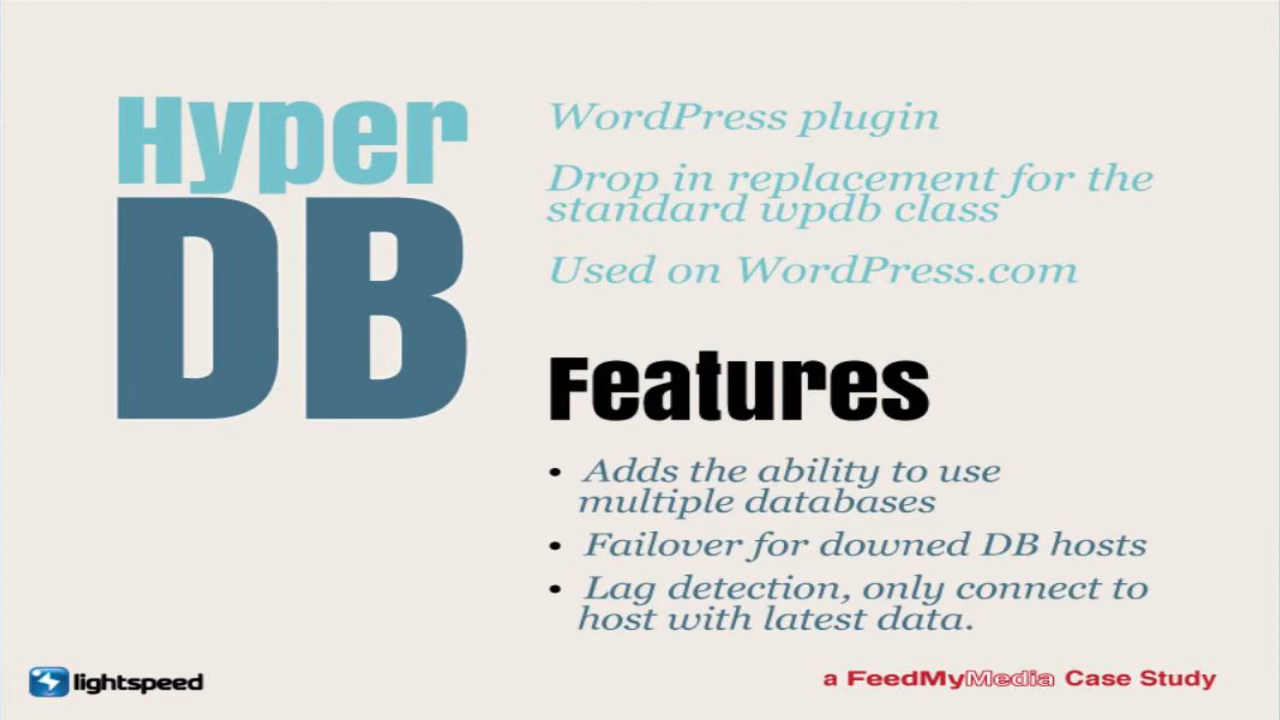 Hyper
DB
WordPress plugin
Drop in replacement for the
standard wpdb class
Used on WordPress.com
Features
• Adds the ability to use
multiple databases
• Failover for downed DB hosts
• Lag detection, only connect to
host with latest data.
lightspeed
a FeedMyMedia Case Study